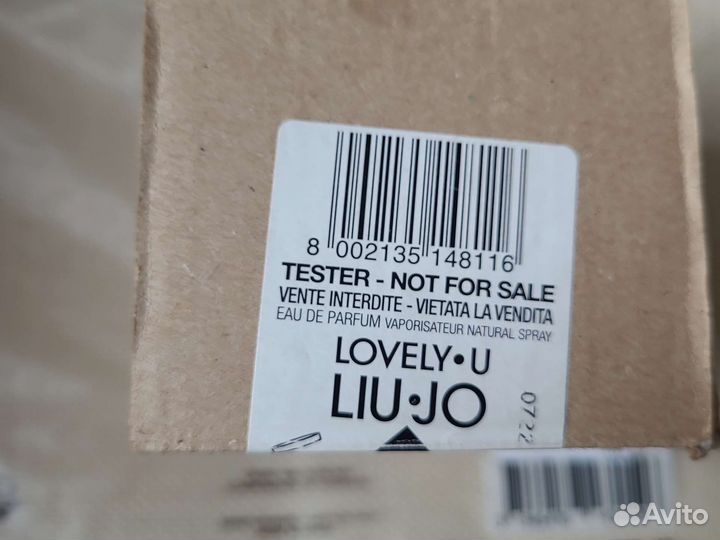 8 002135 148116
TESTER - NOT FOR SALE
VENTE INTERDITE - VIETATA LA VENDITA
EAU DE PARFUM VAPORISATEUR NATURAL SPRAY
LOVELY•U
LIU•JO
0722
Avito